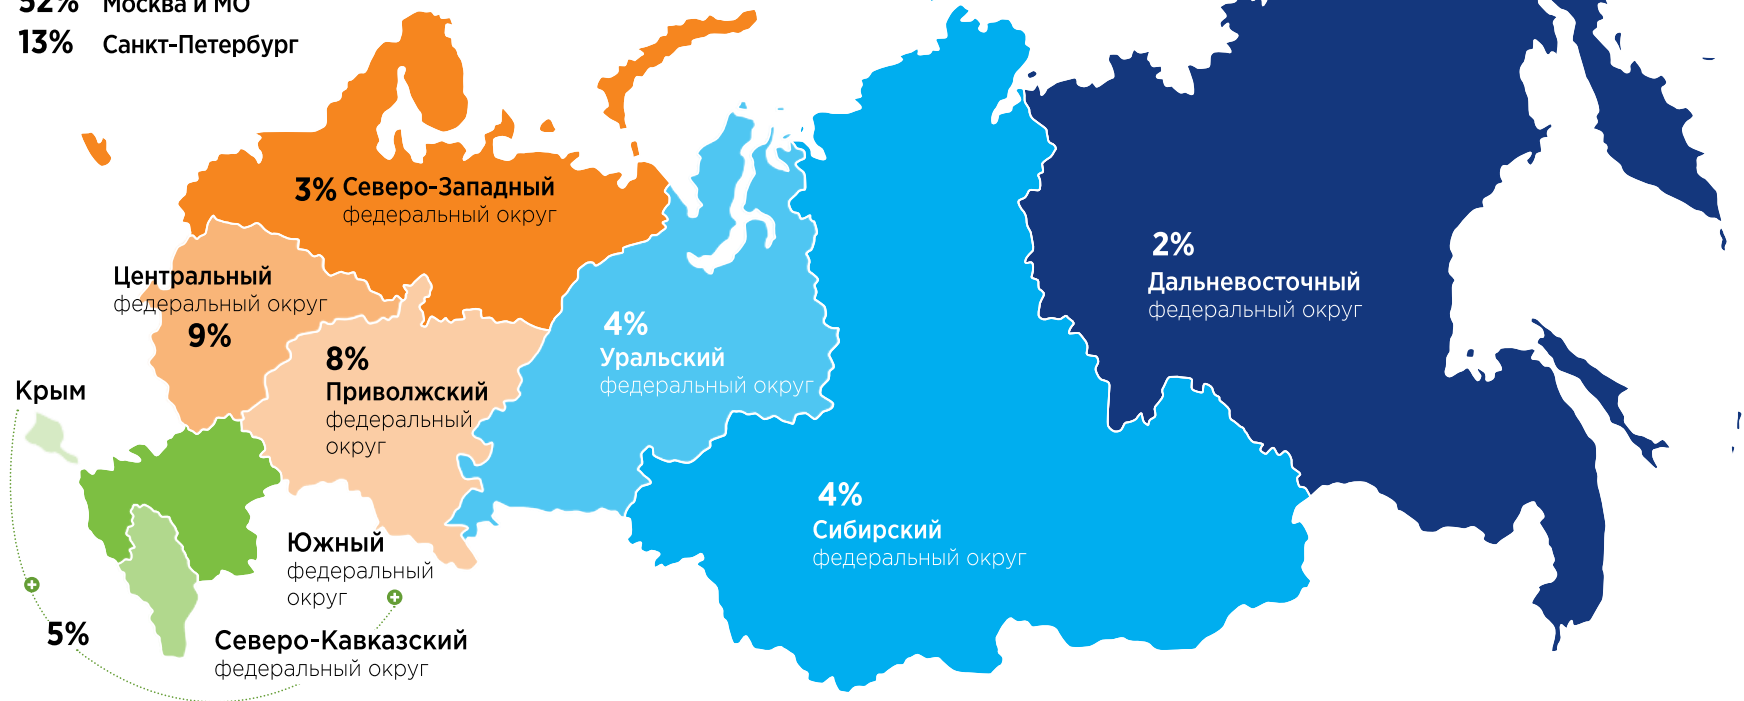 52% Москва и МО
13% Санкт-Петербург
3% Северо-Западный
федеральный округ
Центральный
федеральный округ
9%
8%
Приволжский
федеральный
округ
4%
Уральский
федеральный округ
2%
Дальневосточный
федеральный округ
4%
Сибирский
федеральный округ
Крым
Южный
федеральный
округ
5%
Северо-Кавказский
федеральный округ